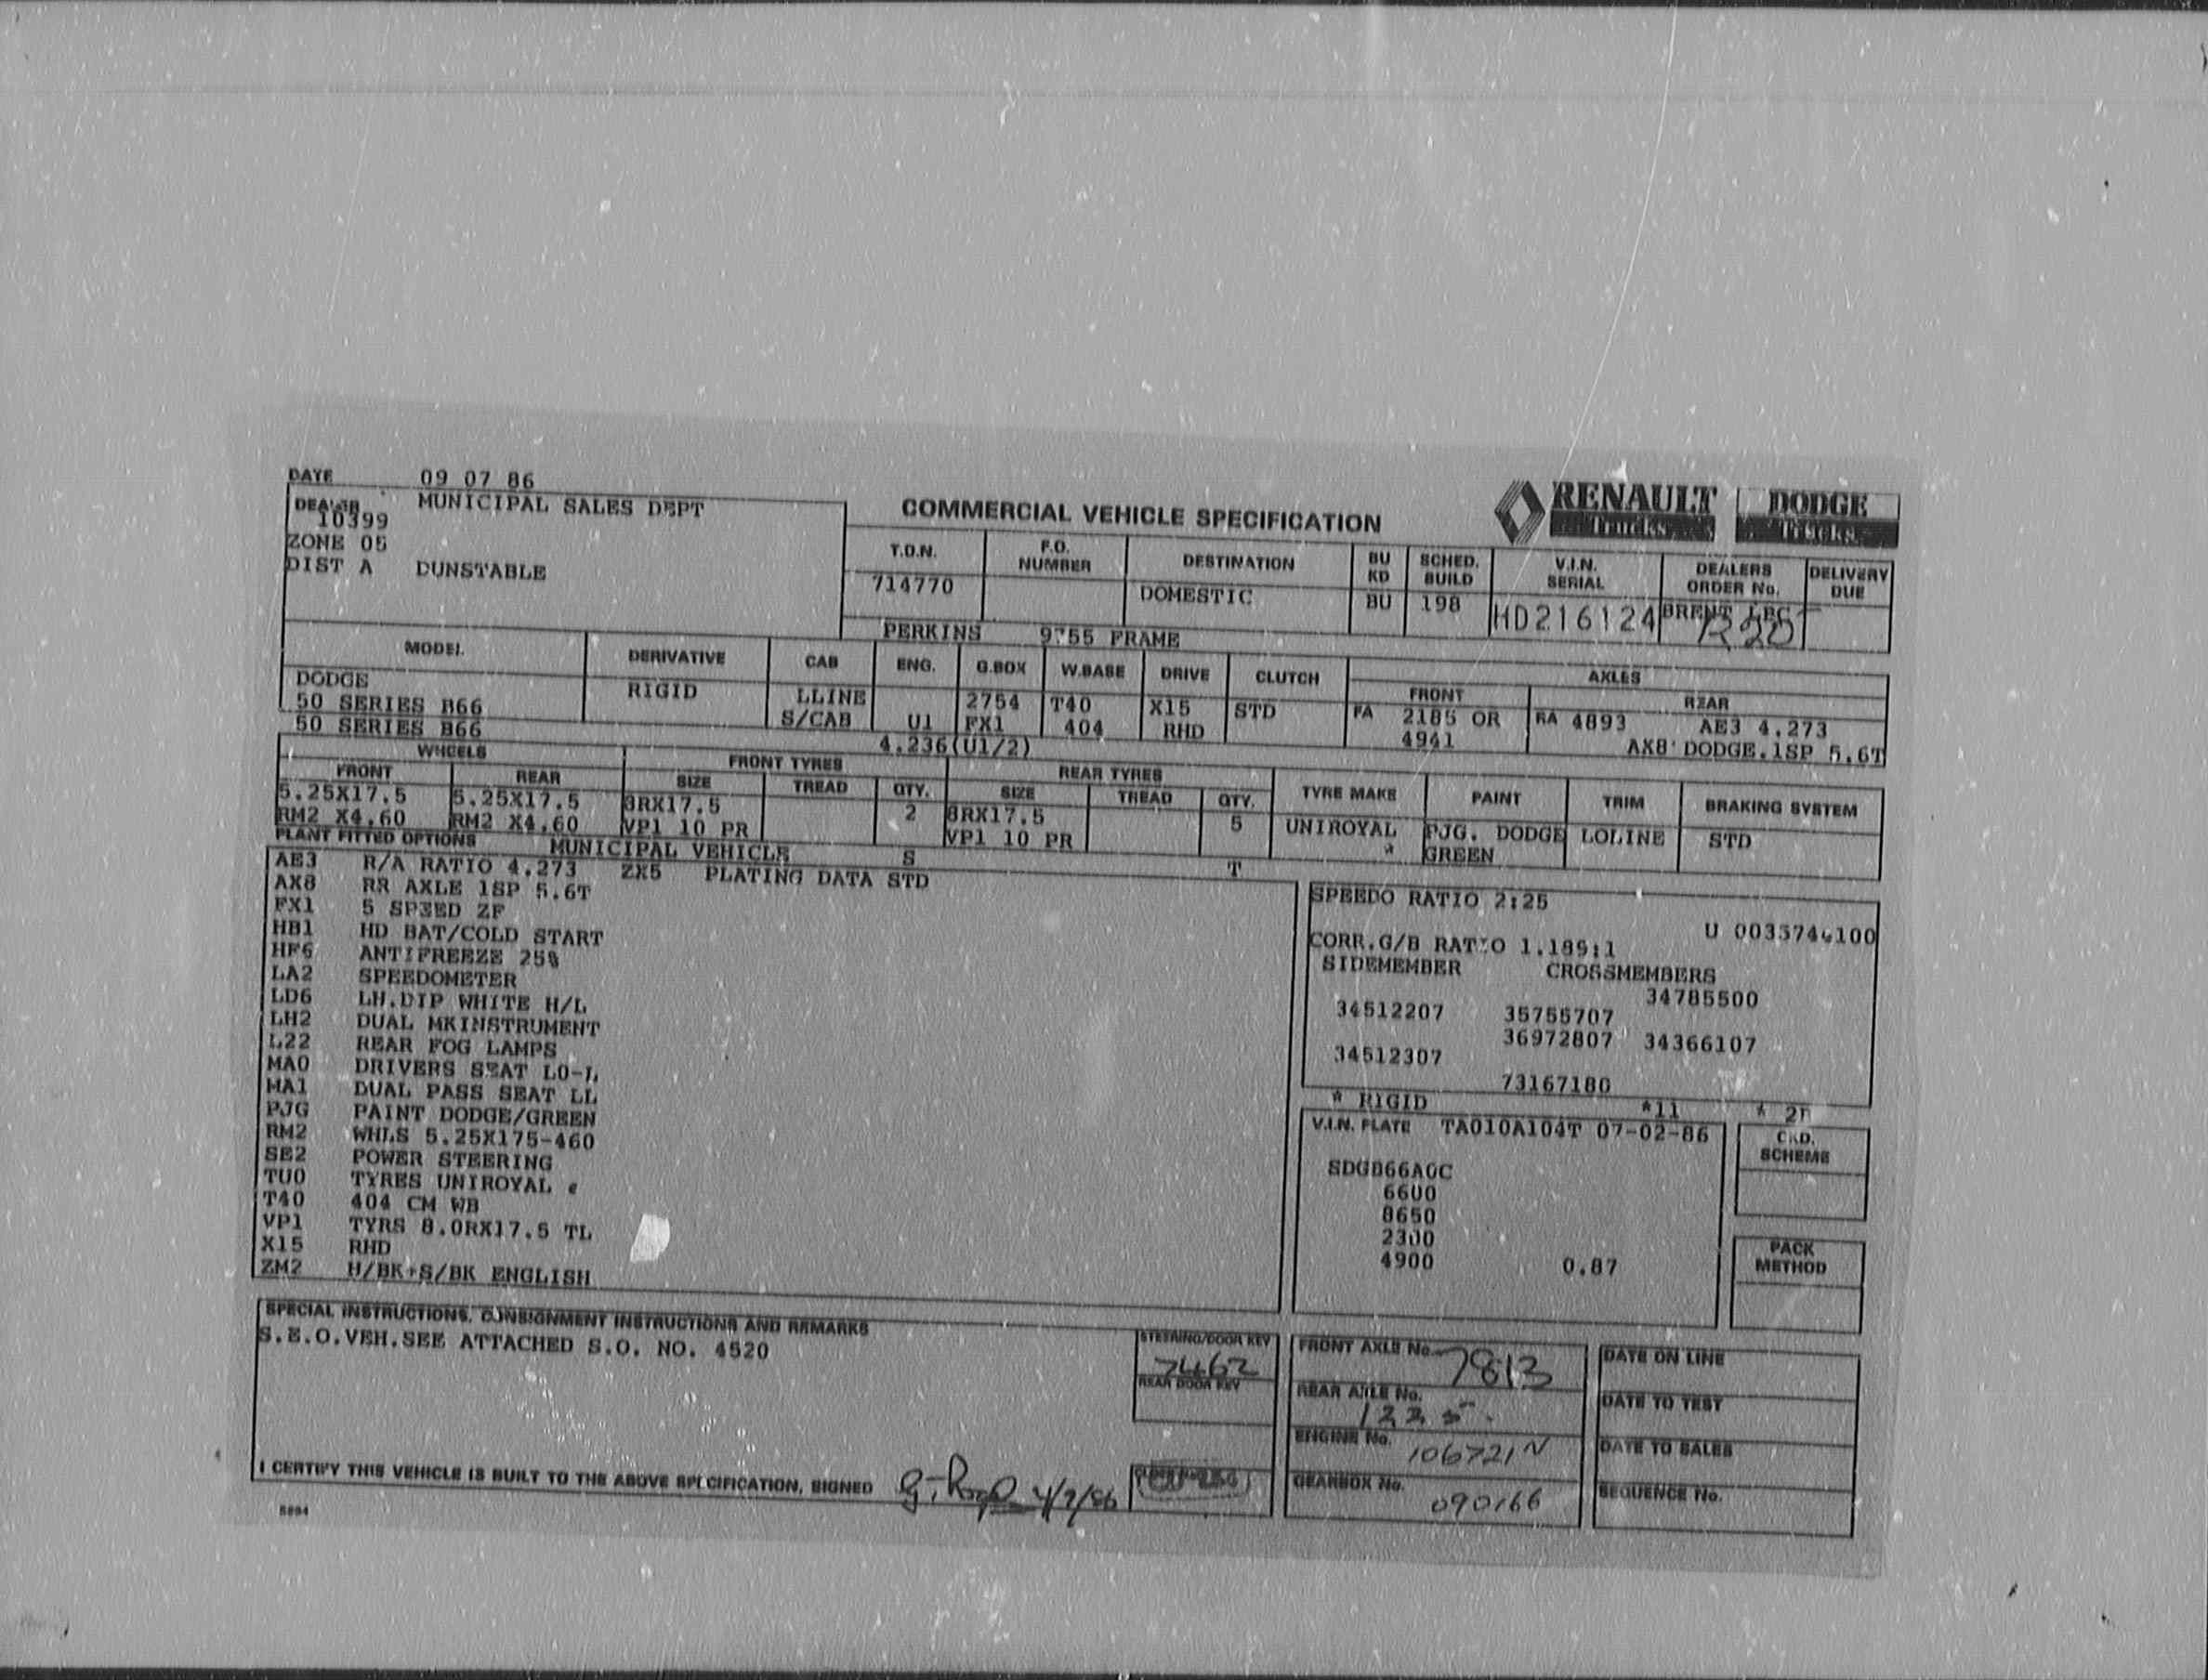 DATE 09 07 86
DEALER MUNICIPAL SALES DEPT
10399
ZONE 05
DIST A DUNSTABLE
COMMERCIAL VEHICLE SPECIFICATION
RENAULT Trucks DODGE Trucks
T.O.N. F.O. NUMBER DESTINATION BU KD SCHED. BUILD V.I.N. SERIAL DEALERS ORDER No. DELIVERY DUE
714770 DOMESTIC BU 198 HD216124 BRENT
PERKINS 9755 FRAME
MODEL DERIVATIVE CAB ENG. G.BOX W.BASE DRIVE CLUTCH AXLES
FRONT REAR
DODGE RIGID LLINE 2754 T40 X15 STD FA 2185 OR RA 4893 AE3 4.273
50 SERIES B66 S/CAB U1 FX1 404 RHD 4941 AX8 DODGE.1SP 5.6T
50 SERIES B66
4.236(U1/2)
WHEELS FRONT TYRES REAR TYRES
FRONT REAR SIZE TREAD QTY. SIZE TREAD QTY. TYRE MAKE PAINT TRIM BRAKING SYSTEM
5.25X17.5 5.25X17.5 8RX17.5 2 8RX17.5 5 UNIROYAL PJG. DODGE LOLINE STD
RM2 X4.60 RM2 X4.60 VP1 10 PR VP1 10 PR * GREEN
PLANT FITTED OPTIONS MUNICIPAL VEHICLE S T
AE3 R/A RATIO 4.273 ZX5 PLATING DATA STD
AX8 RR AXLE 1SP 5.6T
FX1 5 SPEED ZF
HB1 HD BAT/COLD START
HF6 ANTIFREEZE 25%
LA2 SPEEDOMETER
LD6 LH.DIP WHITE H/L
LH2 DUAL MKINSTRUMENT
L22 REAR FOG LAMPS
MA0 DRIVERS SEAT LO-L
MA1 DUAL PASS SEAT LL
PJG PAINT DODGE/GREEN
RM2 WHLS 5.25X175-460
SE2 POWER STEERING
TU0 TYRES UNIROYAL
T40 404 CM WB
VP1 TYRS 8.0RX17.5 TL
X15 RHD
ZM2 H/BK+S/BK ENGLISH
SPEEDO RATIO 2:25
U
CORR.G/B RATIO 1.189:1
SIDEMEMBER CROSSMEMBERS
34785500
34512207 35755707
36972807 34366107
34512307
73167180
* RIGID *11 *
V.I.N. PLATE TA010A104T 07-02-86
SDGB66A0C
6600
8650
2300
4900 0.87
CKD. SCHEME
PACK METHOD
SPECIAL INSTRUCTIONS, CONSIGNMENT INSTRUCTIONS AND REMARKS
S.E.O.VEH.SEE ATTACHED S.O. NO. 4520
STEERING/DOOR KEY
7462
REAR DOOR KEY
FRONT AXLE No. 7813
REAR AXLE No.
1225
ENGINE No. 106721N
GEARBOX No. 090166
DATE ON LINE
DATE TO TEST
DATE TO SALES
SEQUENCE No.
I CERTIFY THIS VEHICLE IS BUILT TO THE ABOVE SPECIFICATION, SIGNED